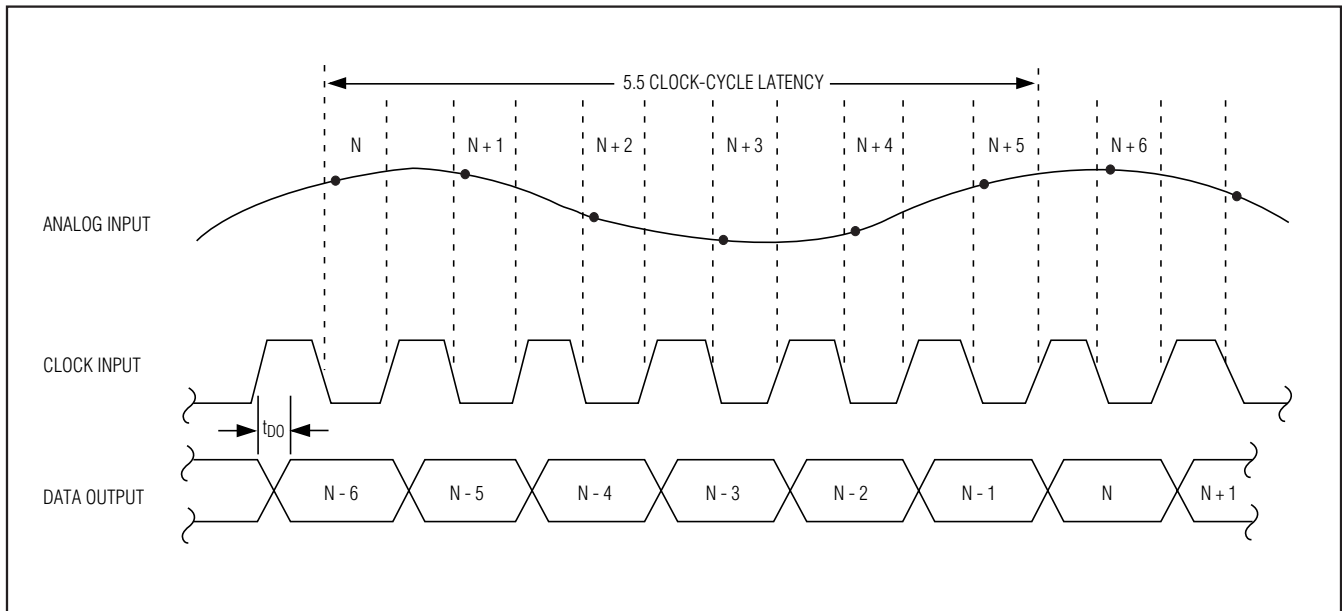 5.5 CLOCK-CYCLE LATENCY
N N + 1 N + 2 N + 3 N + 4 N + 5 N + 6
ANALOG INPUT
CLOCK INPUT
tDO
DATA OUTPUT N - 6 N - 5 N - 4 N - 3 N - 2 N - 1 N N + 1